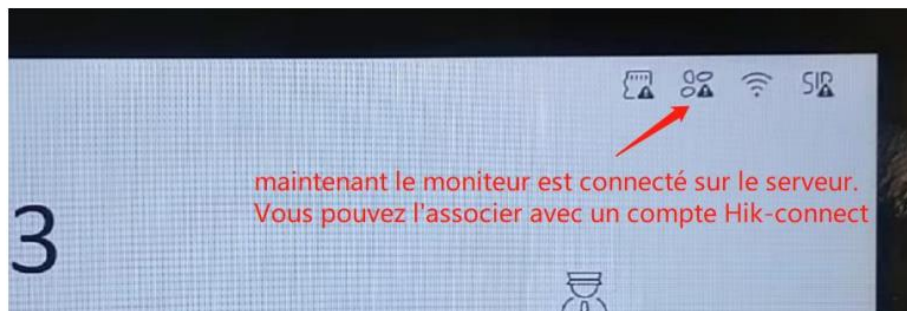 SIP
maintenant le moniteur est connecté sur le serveur.
Vous pouvez l'associer avec un compte Hik-connect
3